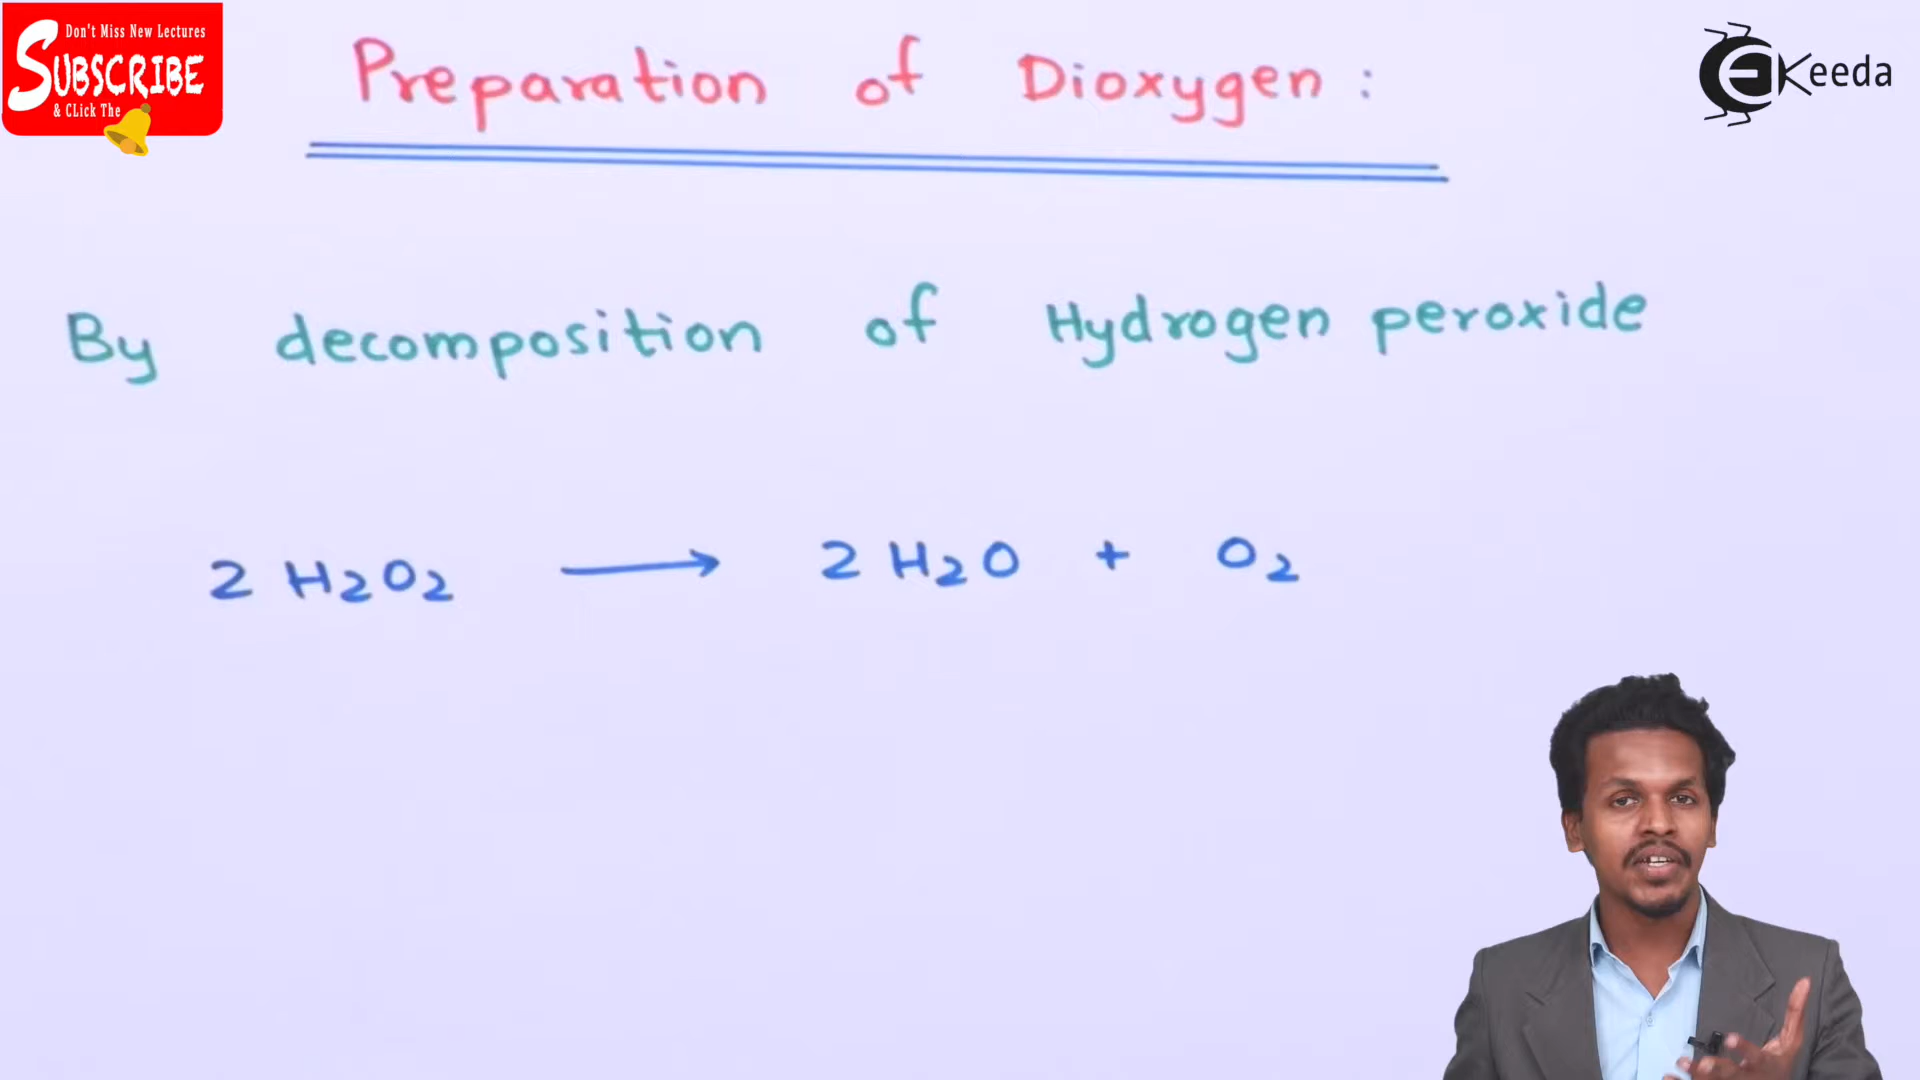 Don't Miss New Lectures
SUBSCRIBE
& CLick The
EKeeda
Preparation of Dioxygen :
By decomposition of Hydrogen peroxide
2 H₂O₂ ⟶ 2 H₂O + O₂